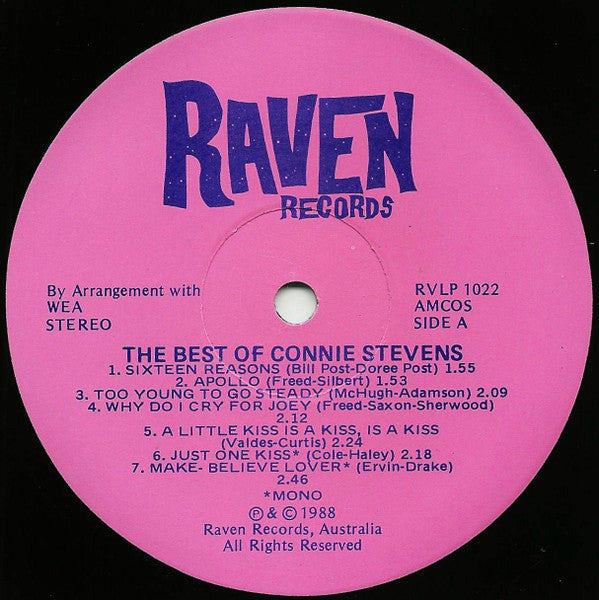 RAVEN
RECORDS
By Arrangement with
WEA
STEREO
RVLP 1022
AMCOS
SIDE A
THE BEST OF CONNIE STEVENS
1. SIXTEEN REASONS (Bill Post-Doree Post) 1.55
2. APOLLO (Freed-Silbert) 1.53
3. TOO YOUNG TO GO STEADY (McHugh-Adamson) 2.09
4. WHY DO I CRY FOR JOEY (Freed-Saxon-Sherwood)
2.12
5. A LITTLE KISS IS A KISS, IS A KISS
(Valdes-Curtis) 2.24
6. JUST ONE KISS* (Cole-Haley) 2.18
7. MAKE- BELIEVE LOVER* (Ervin-Drake)
2.46
*MONO
℗ & © 1988
Raven Records, Australia
All Rights Reserved